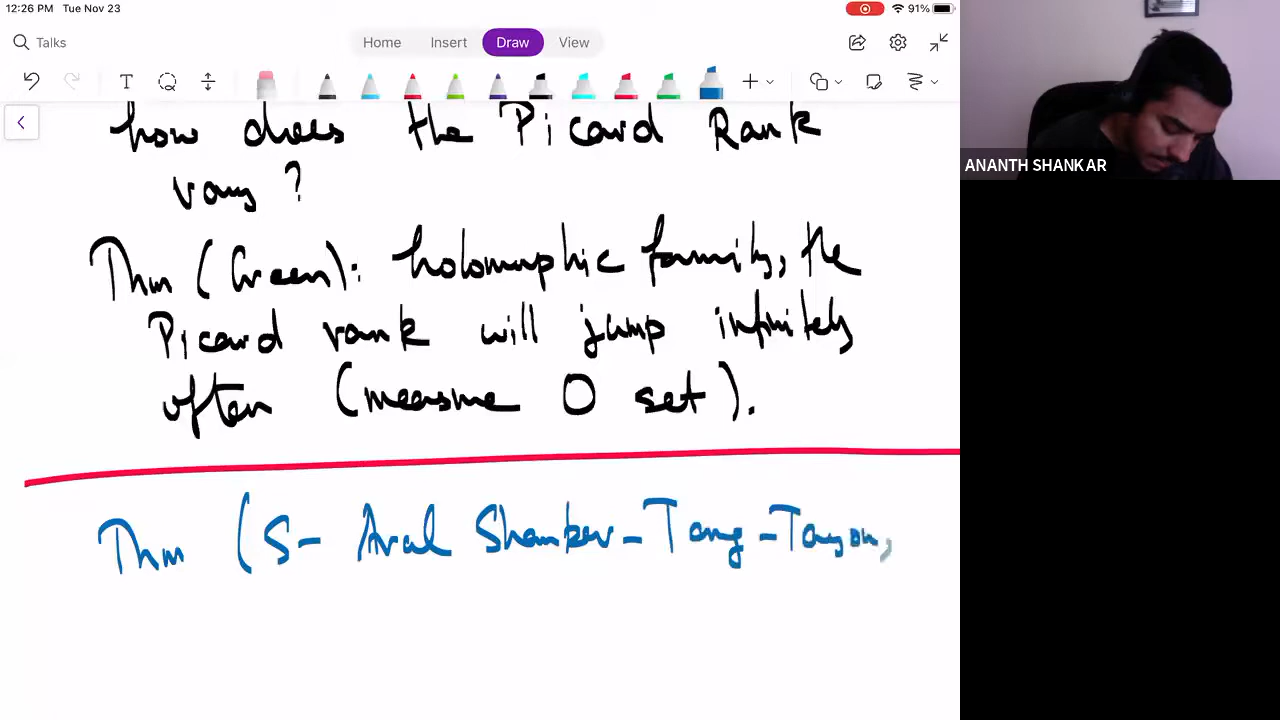 12:26 PM Tue Nov 23
91%
Talks
Home Insert Draw View
how does the Picard Rank
vary?
Thm (Green): holomorphic family, the
Picard rank will jump infinitely
often (measure 0 set).
Thm (S- Arul Shankar-Tang-Tayou,
ANANTH SHANKAR